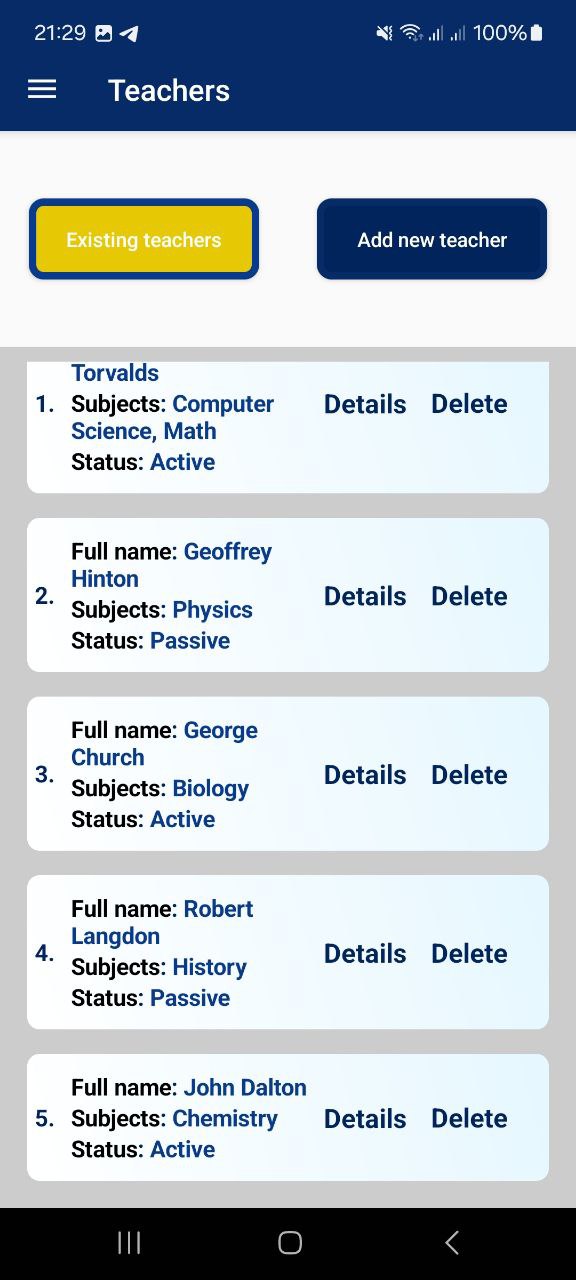 21:29 100%
Teachers
Existing teachers Add new teacher
Torvalds
1. Subjects: Computer Details Delete
Science, Math
Status: Active
Full name: Geoffrey
Hinton
2. Subjects: Physics Details Delete
Status: Passive
Full name: George
Church
3. Subjects: Biology Details Delete
Status: Active
Full name: Robert
Langdon
4. Subjects: History Details Delete
Status: Passive
Full name: John Dalton
5. Subjects: Chemistry Details Delete
Status: Active